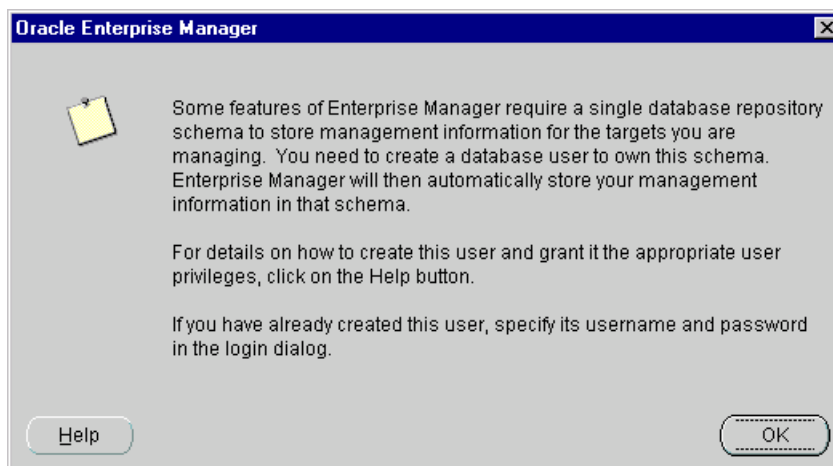 Oracle Enterprise Manager
Some features of Enterprise Manager require a single database repository
schema to store management information for the targets you are
managing. You need to create a database user to own this schema.
Enterprise Manager will then automatically store your management
information in that schema.
For details on how to create this user and grant it the appropriate user
privileges, click on the Help button.
If you have already created this user, specify its username and password
in the login dialog.
Help
OK